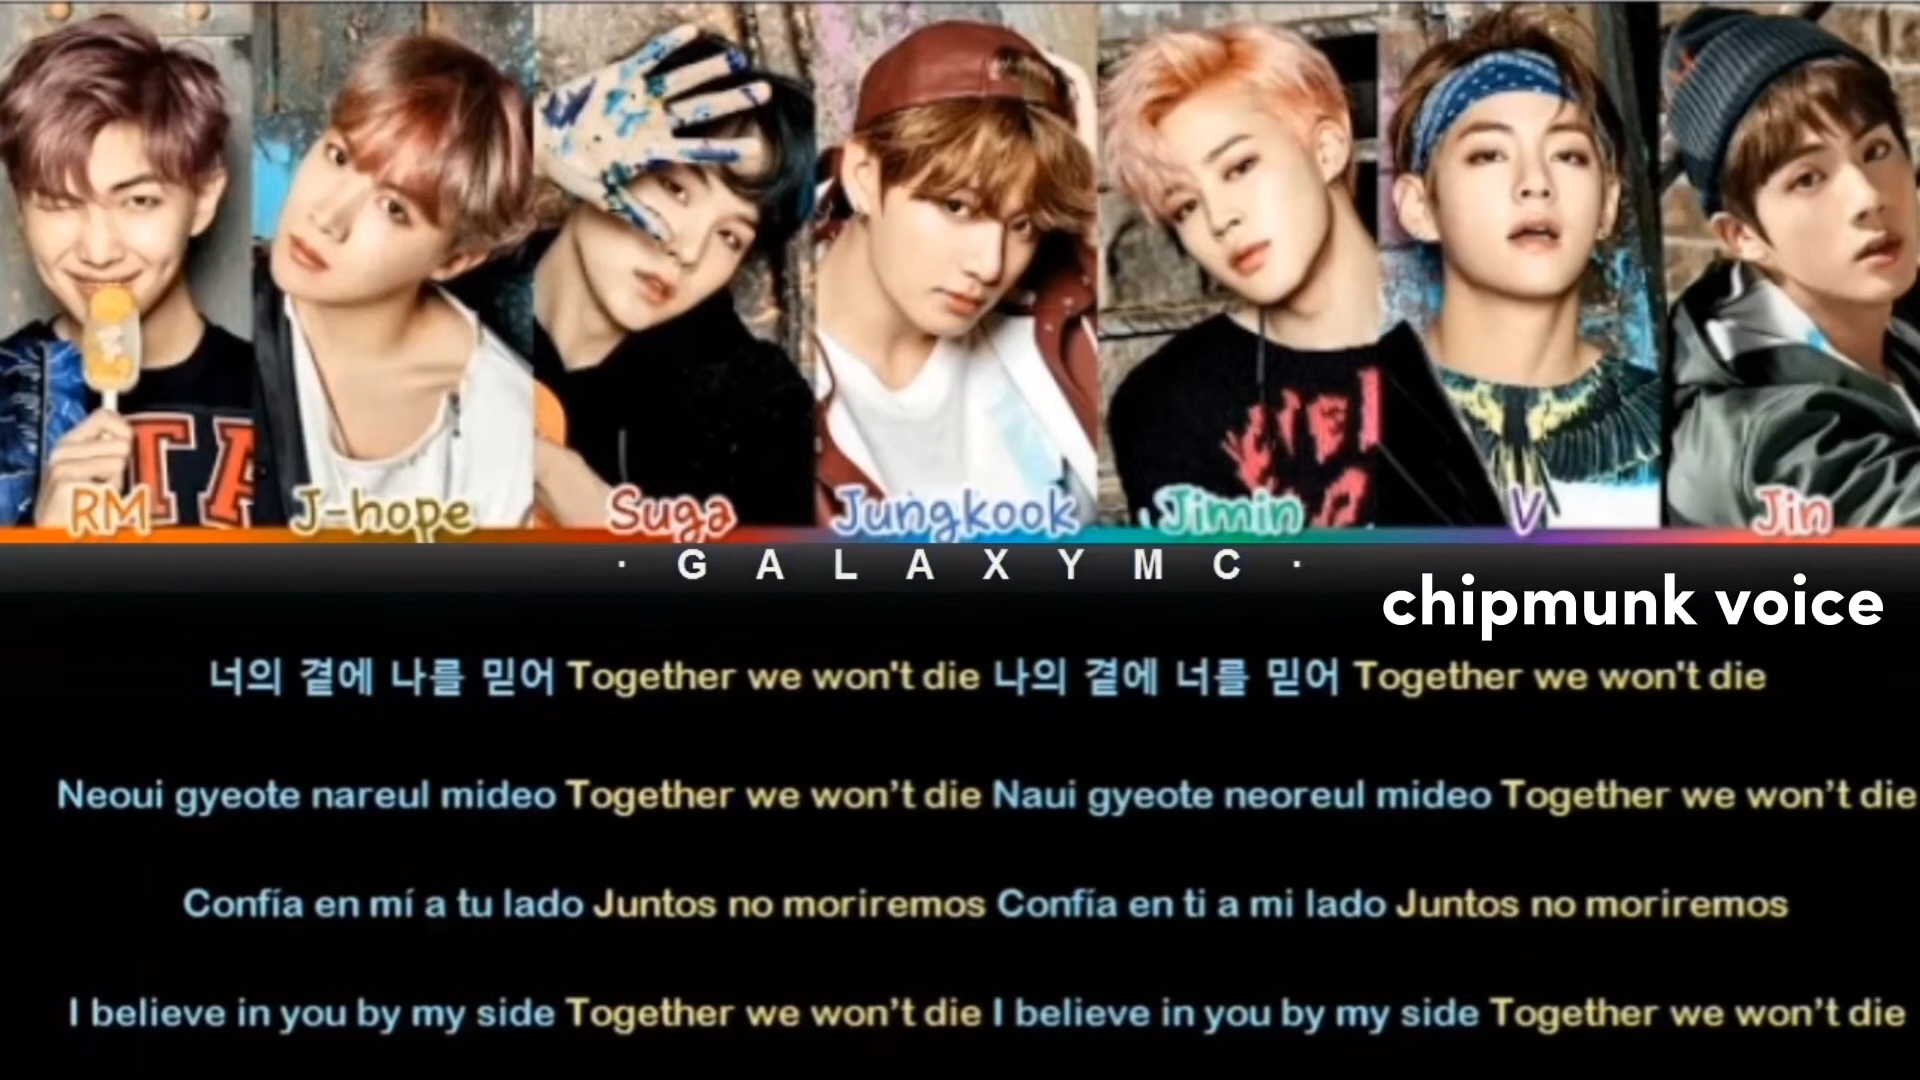 TA
RM J-hope Suga Jungkook Jimin V Jin
· G A L A X Y M C ·
chipmunk voice
너의 곁에 나를 믿어 Together we won't die 나의 곁에 너를 믿어 Together we won't die
Neoui gyeote nareul mideo Together we won’t die Naui gyeote neoreul mideo Together we won’t die
Confía en mí a tu lado Juntos no moriremos Confía en ti a mi lado Juntos no moriremos
I believe in you by my side Together we won’t die I believe in you by my side Together we won’t die